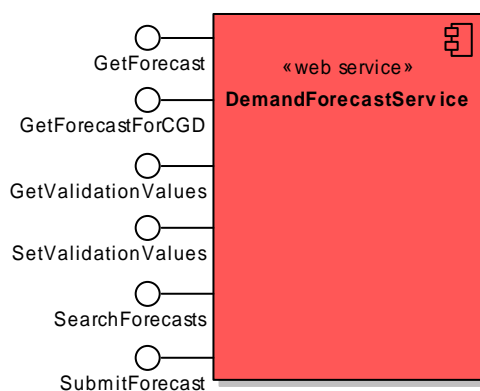 GetForecast
«web service»
DemandForecastService
GetForecastForCGD
GetValidationValues
SetValidationValues
SearchForecasts
SubmitForecast